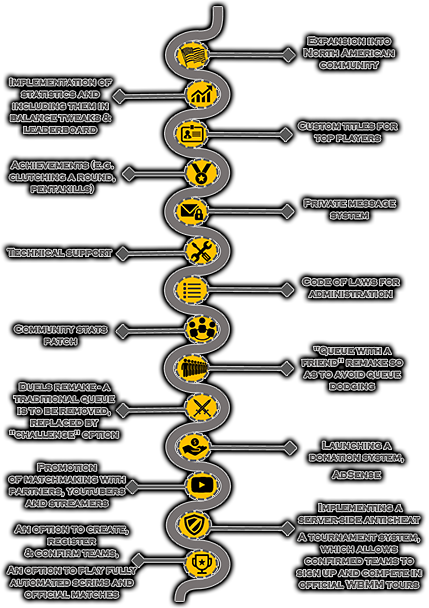 Expansion into
North American
community
Implementation of
statistics and
including them in
balance tweaks &
leaderboard
Custom titles for
top players
Achievements (e.g.
clutching a round,
pentakills)
Private message
system
Technical support
Code of laws for
administration
Community stats
patch
"Queue with a
friend" remake so
as to avoid queue
dodging
Duels remake - a
traditional queue
is to be removed,
replaced by
"challenge" option
Launching a
donation system,
AdSense
Promotion
of matchmaking with
partners, youtubers
and streamers
Implementing a
server-side anticheat
A tournament system,
which allows
confirmed teams to
sign up and compete in
official WBMM tours
An option to create,
register
& confirm teams,
An option to play fully
automated scrims and
official matches